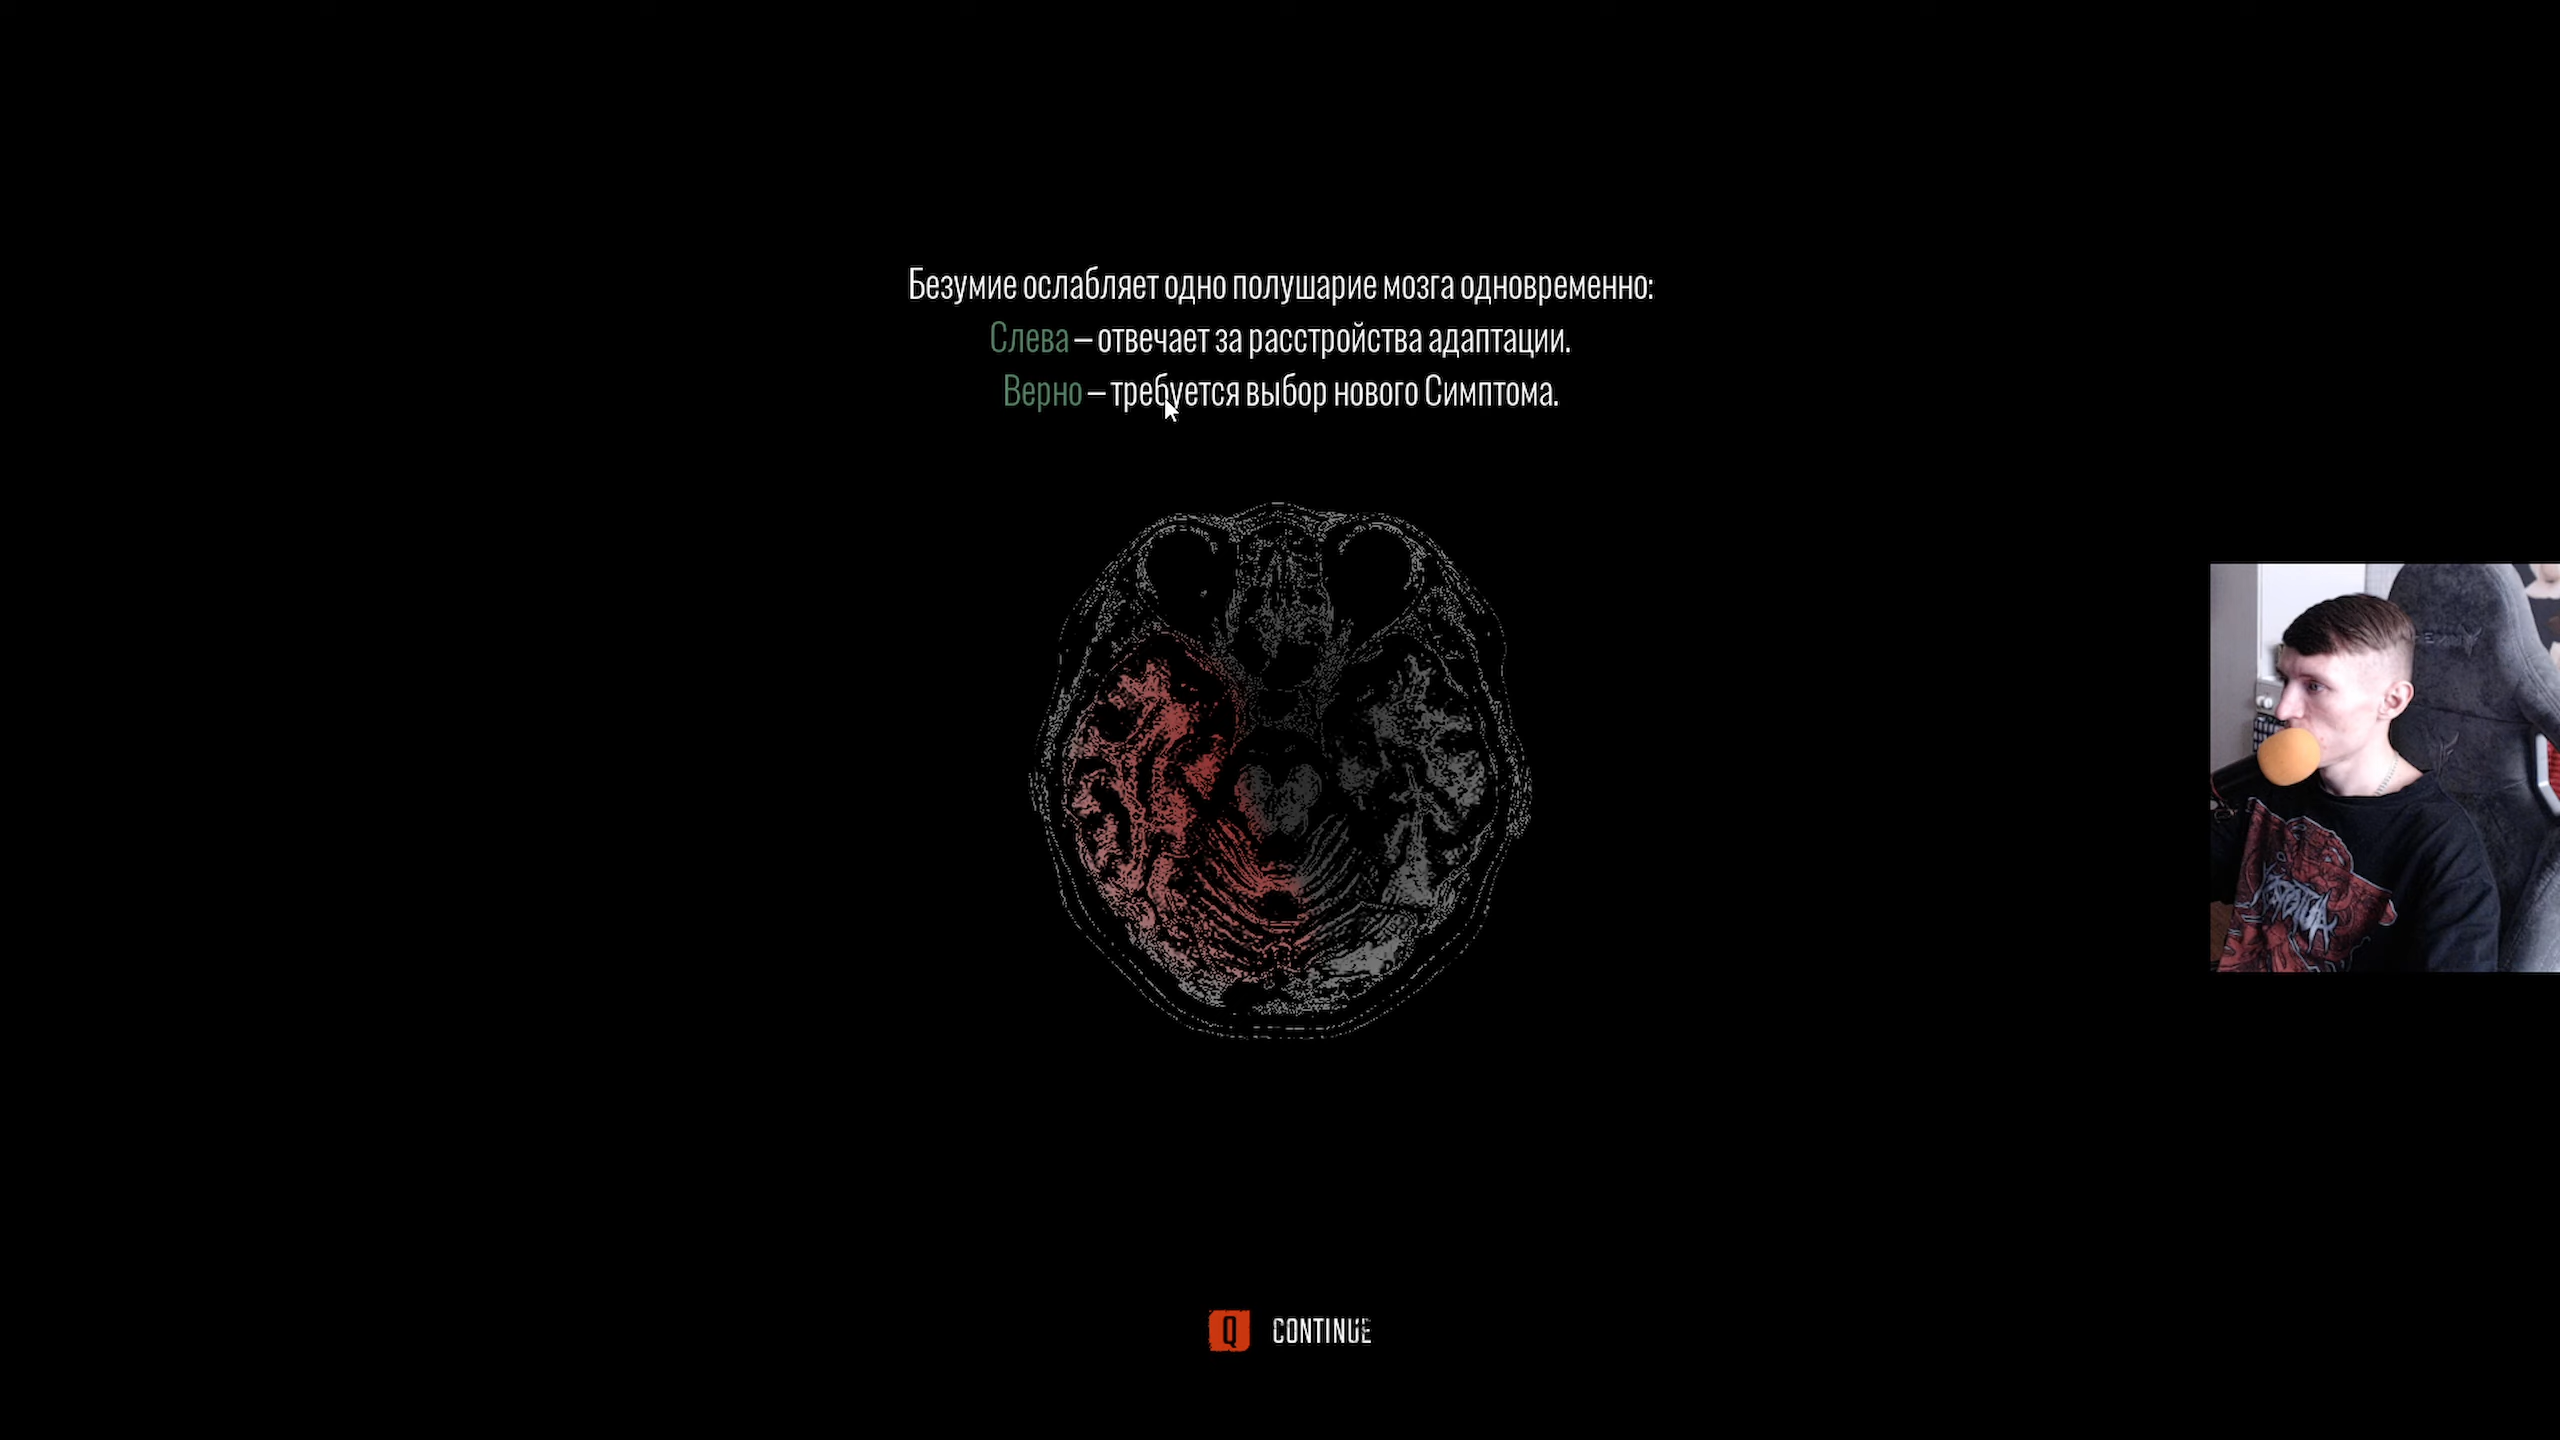 Безумие ослабляет одно полушарие мозга одновременно:
Слева – отвечает за расстройства адаптации.
Верно – требуется выбор нового Симптома.
Q CONTINUE